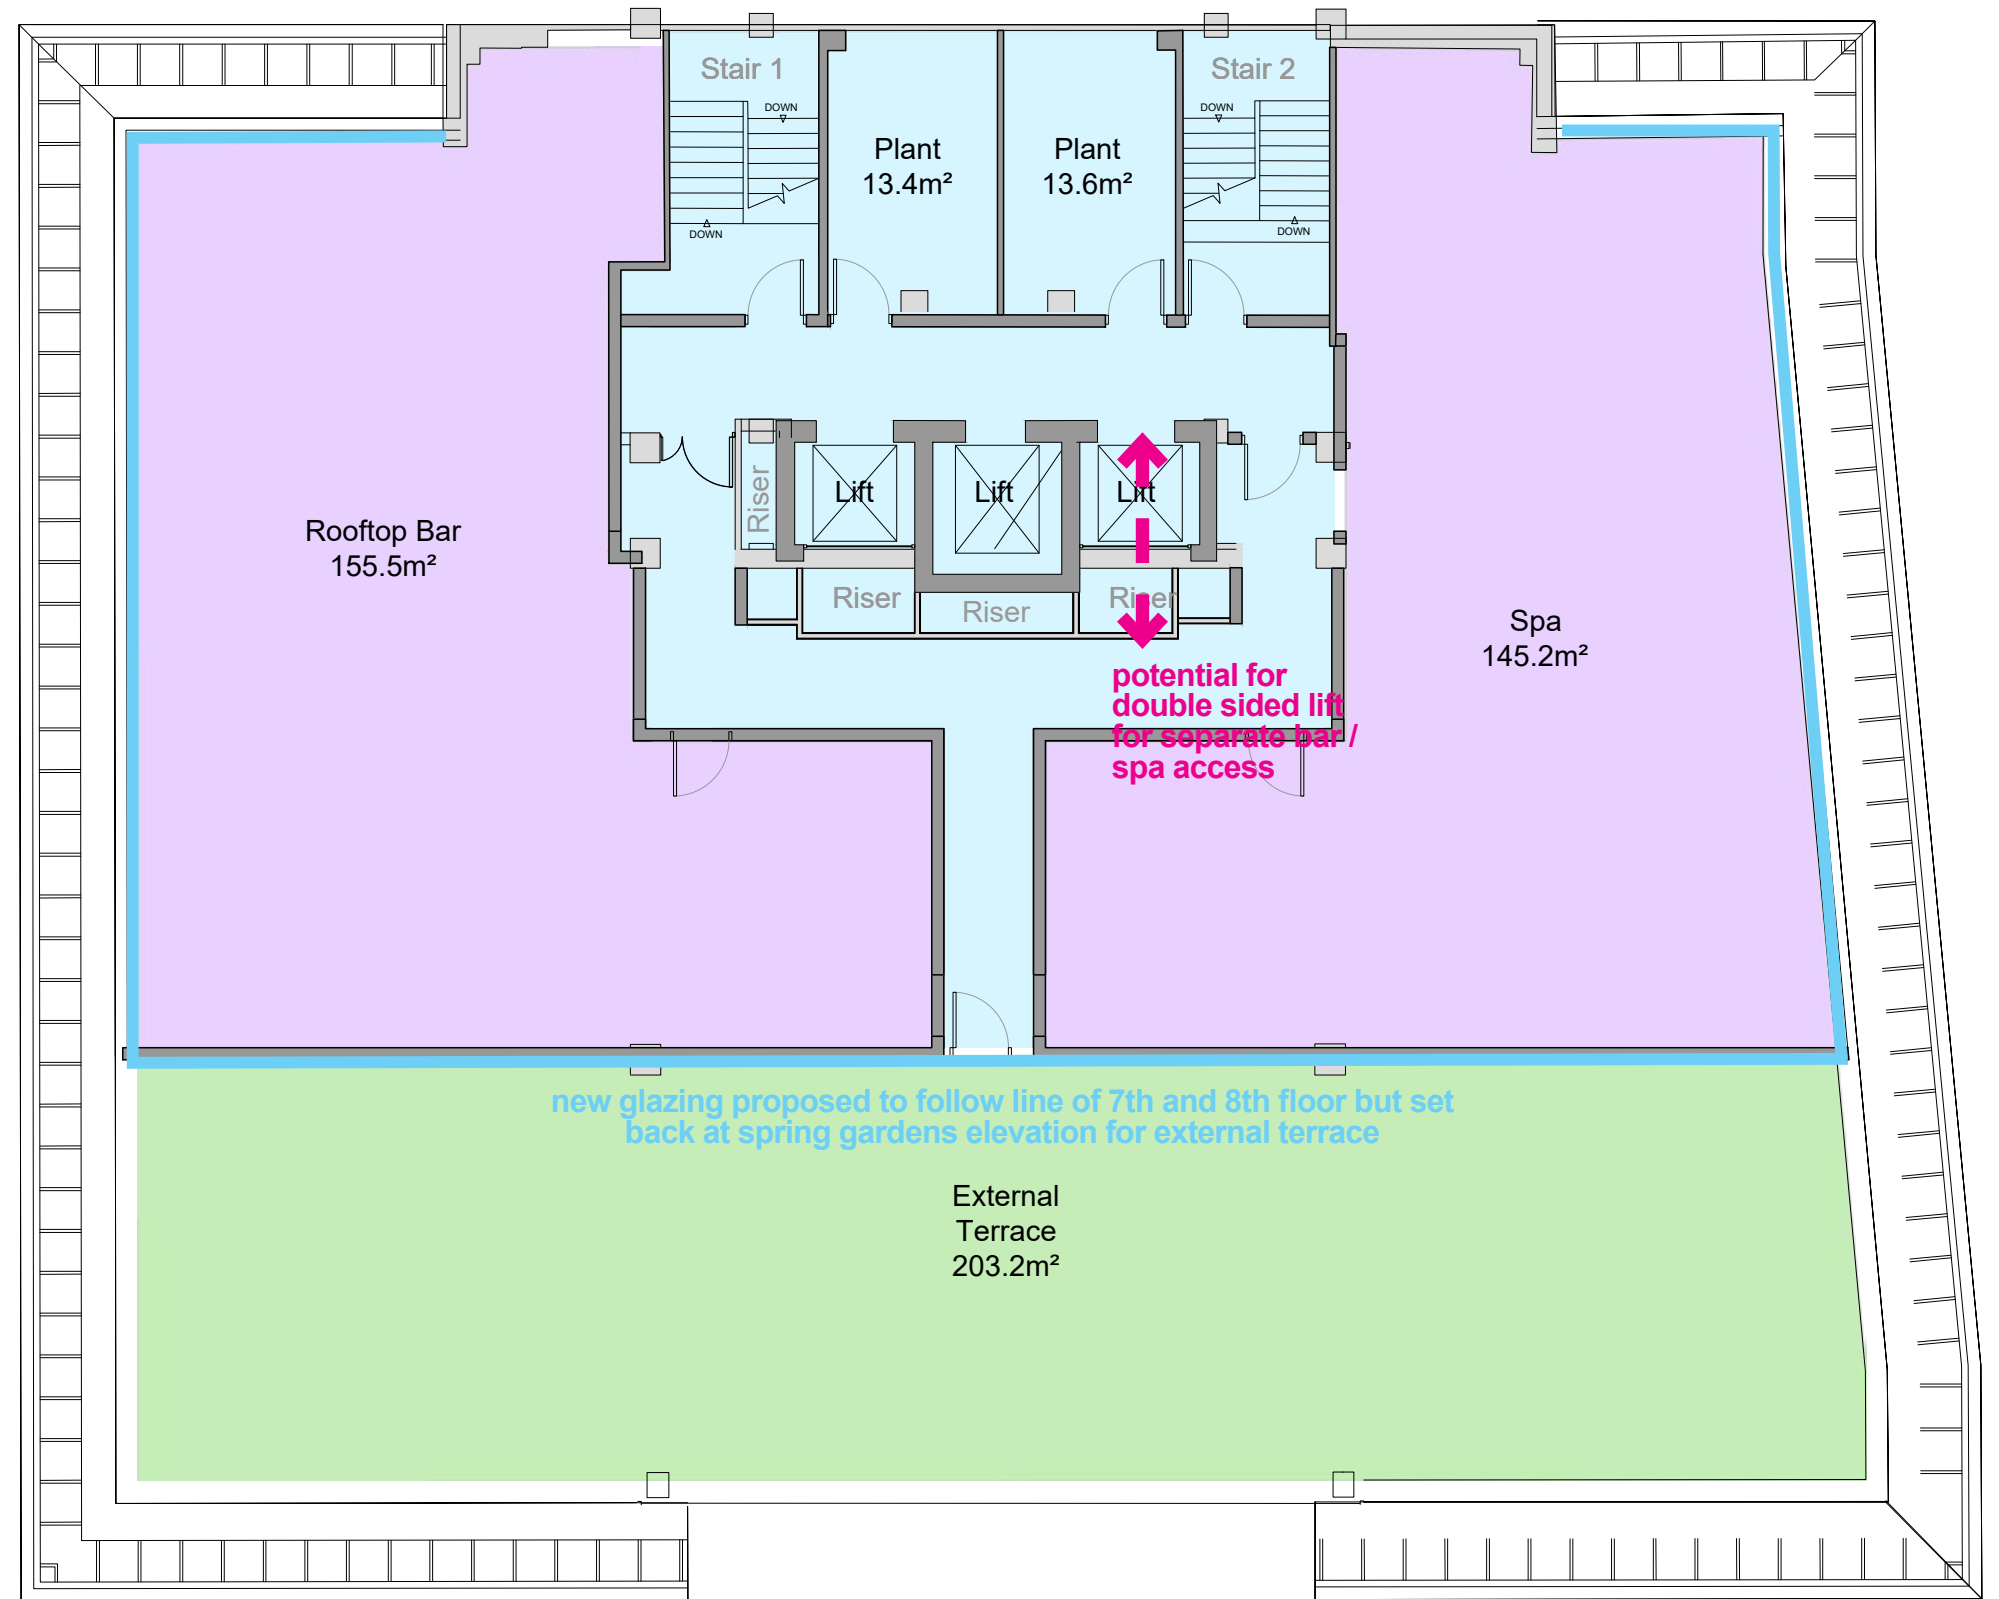 Stair 1
Stair 2
DOWN
DOWN
Plant
13.4m²
Plant
13.6m²
DOWN
DOWN
Riser
Lift
Lift
Lift
Rooftop Bar
155.5m²
Riser
Riser
Riser
Spa
145.2m²
potential for
double sided lift
for separate bar /
spa access
new glazing proposed to follow line of 7th and 8th floor but set
back at spring gardens elevation for external terrace
External
Terrace
203.2m²